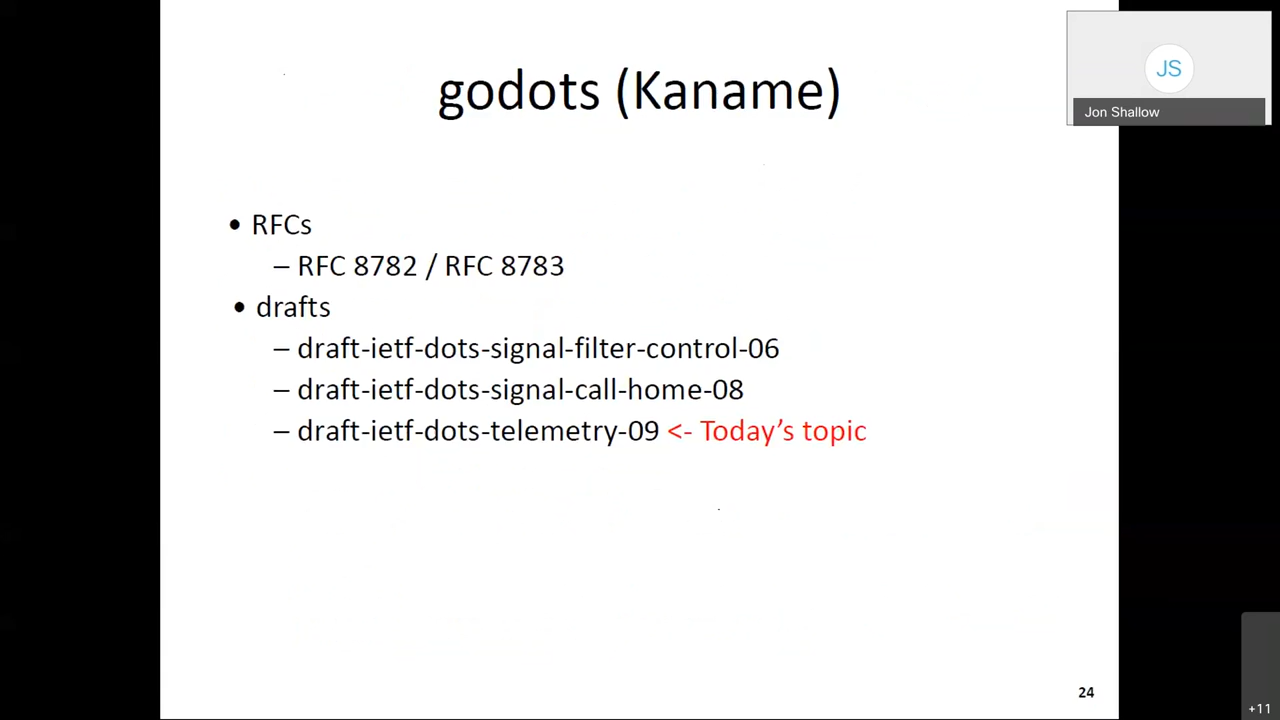 godots (Kaname)
JS
Jon Shallow
• RFCs
– RFC 8782 / RFC 8783
• drafts
– draft-ietf-dots-signal-filter-control-06
– draft-ietf-dots-signal-call-home-08
– draft-ietf-dots-telemetry-09 <- Today’s topic
24
+11